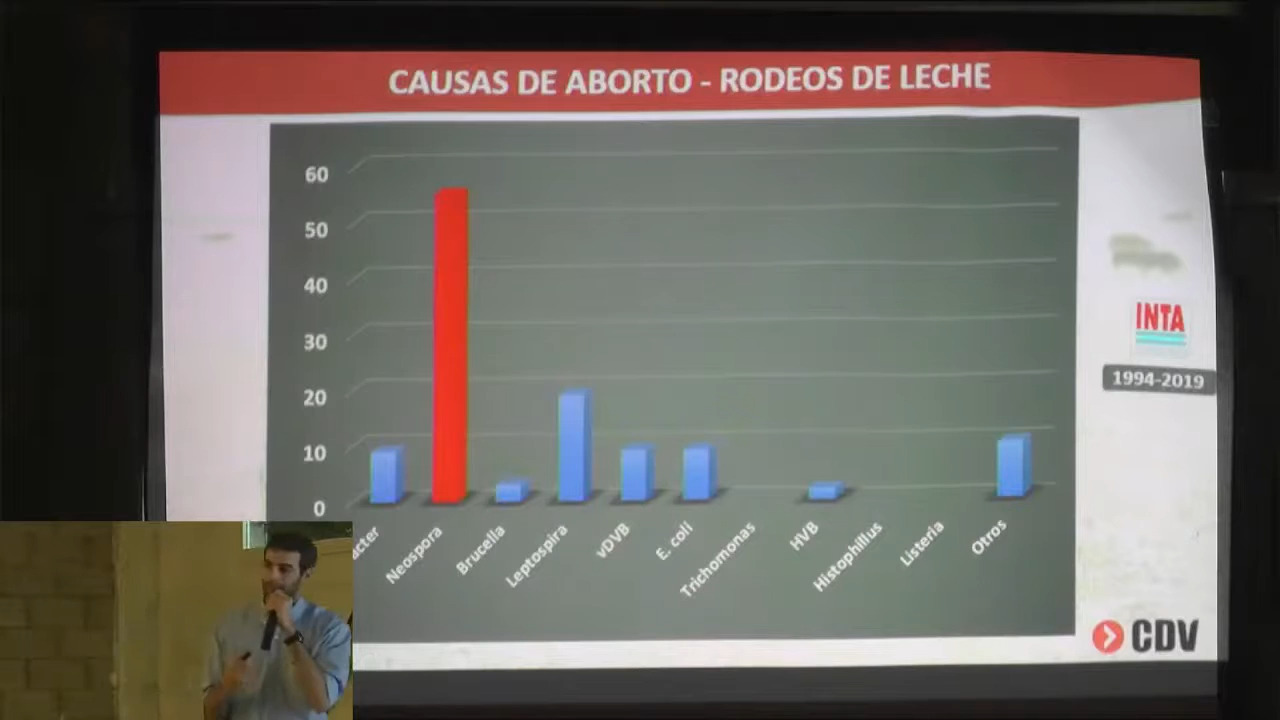 CAUSAS DE ABORTO - RODEOS DE LECHE
60
50
40
30
20
10
0
acter
Neospora
Brucella
Leptospira
vDVB
E. coli
Trichomonas
HVB
Histophillus
Listeria
Otros
INTA
1994-2019
CDV